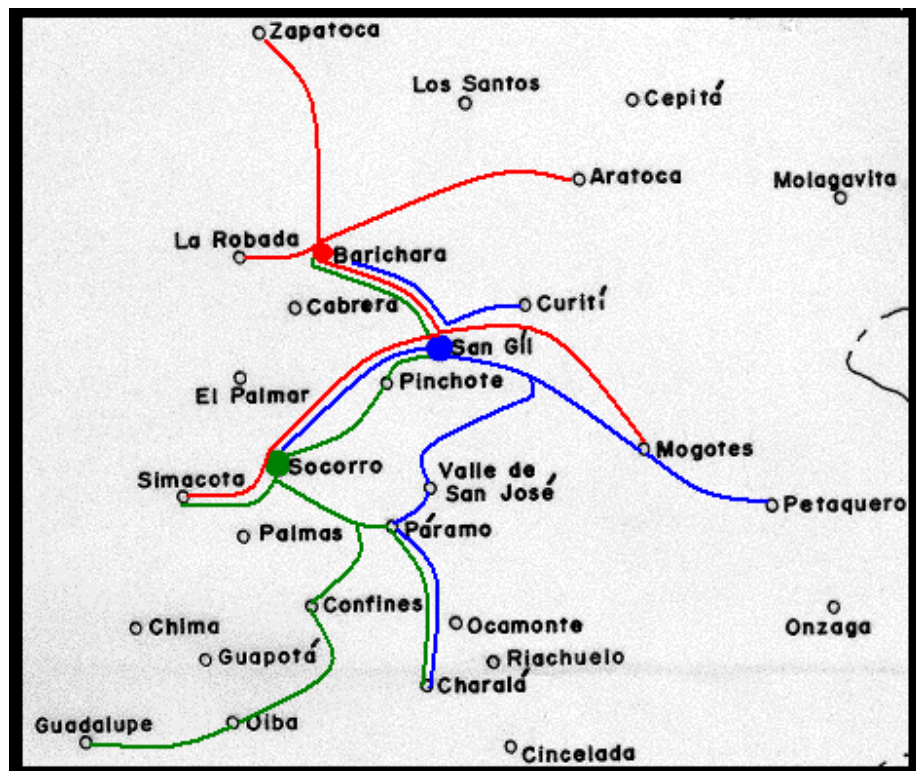 Zapatoca
Los Santos
Cepitá
Aratoca
Molagavita
La Robada
Barichara
Cabrera
Curití
San Gíl
Pinchote
El Palmar
Mogotes
Socorro
Simacota
Valle de
San José
Petaquero
Palmas
Páramo
Confines
Chima
Ocamonte
Onzaga
Guapotá
Riachuelo
Charalá
Guadalupe
Oiba
Cincelada